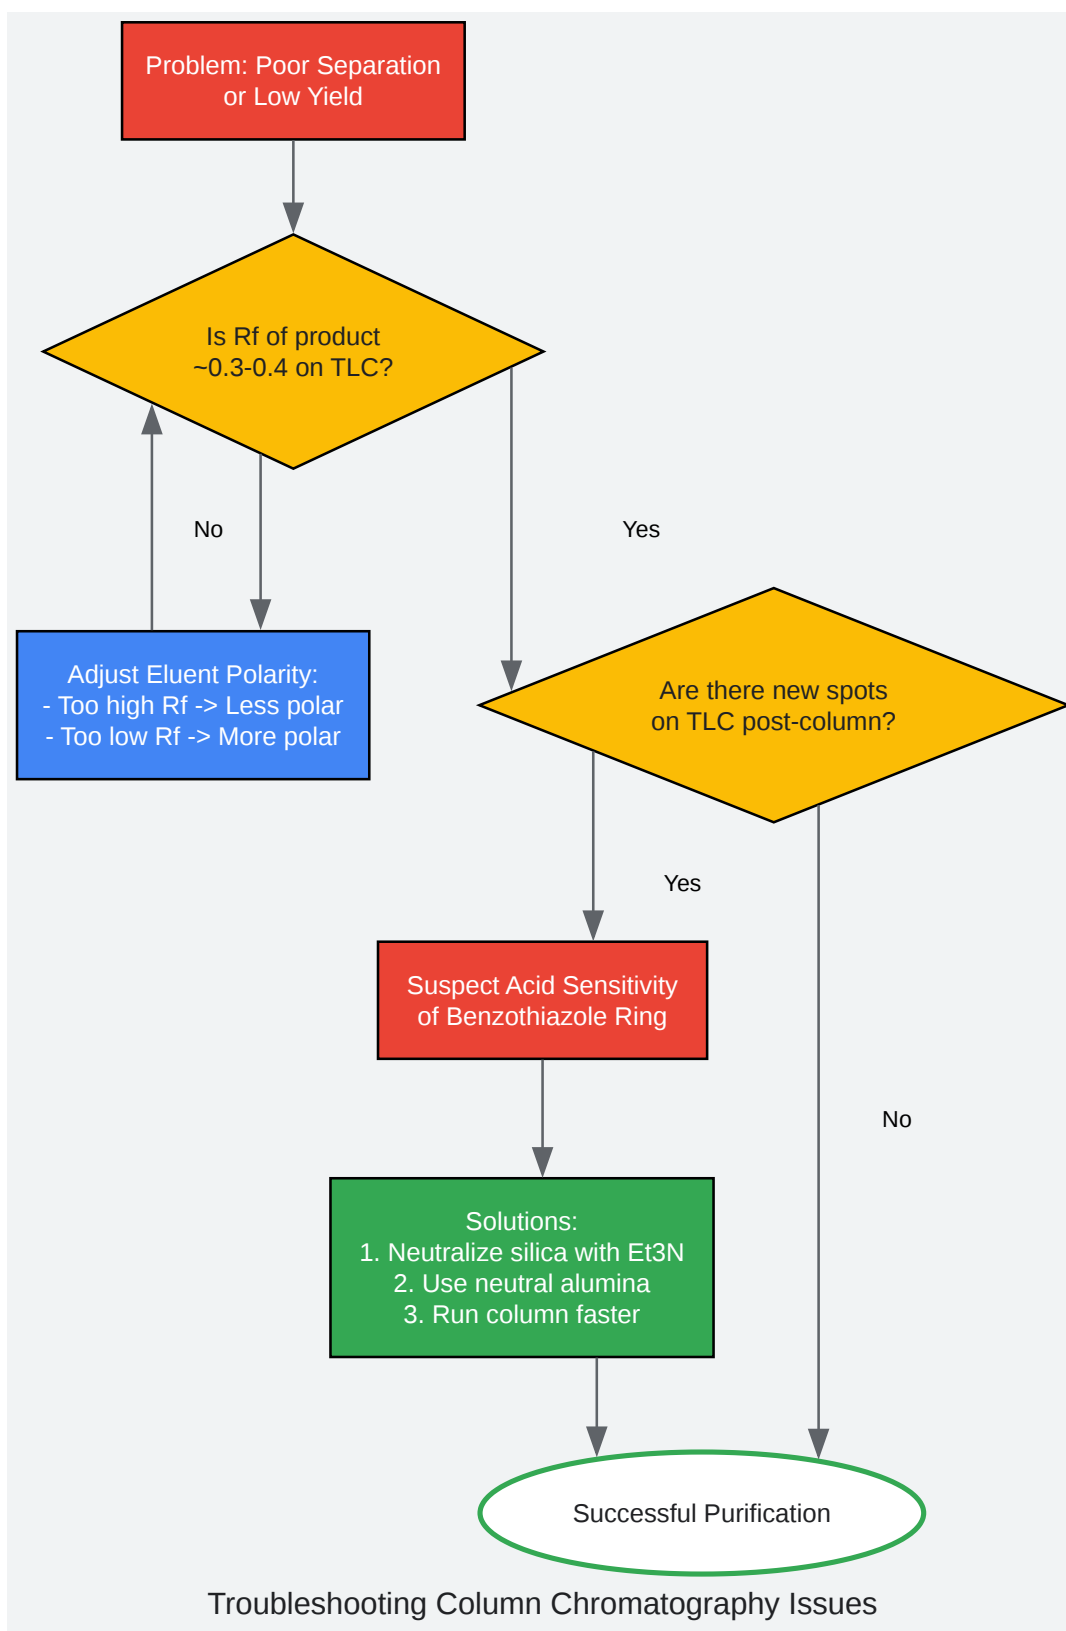 Problem: Poor Separation
or Low Yield
Is Rf of product
~0.3-0.4 on TLC?
No
Yes
Adjust Eluent Polarity:
- Too high Rf -> Less polar
- Too low Rf -> More polar
Are there new spots
on TLC post-column?
Yes
Suspect Acid Sensitivity
of Benzothiazole Ring
No
Solutions:
1. Neutralize silica with Et3N
2. Use neutral alumina
3. Run column faster
Successful Purification
Troubleshooting Column Chromatography Issues